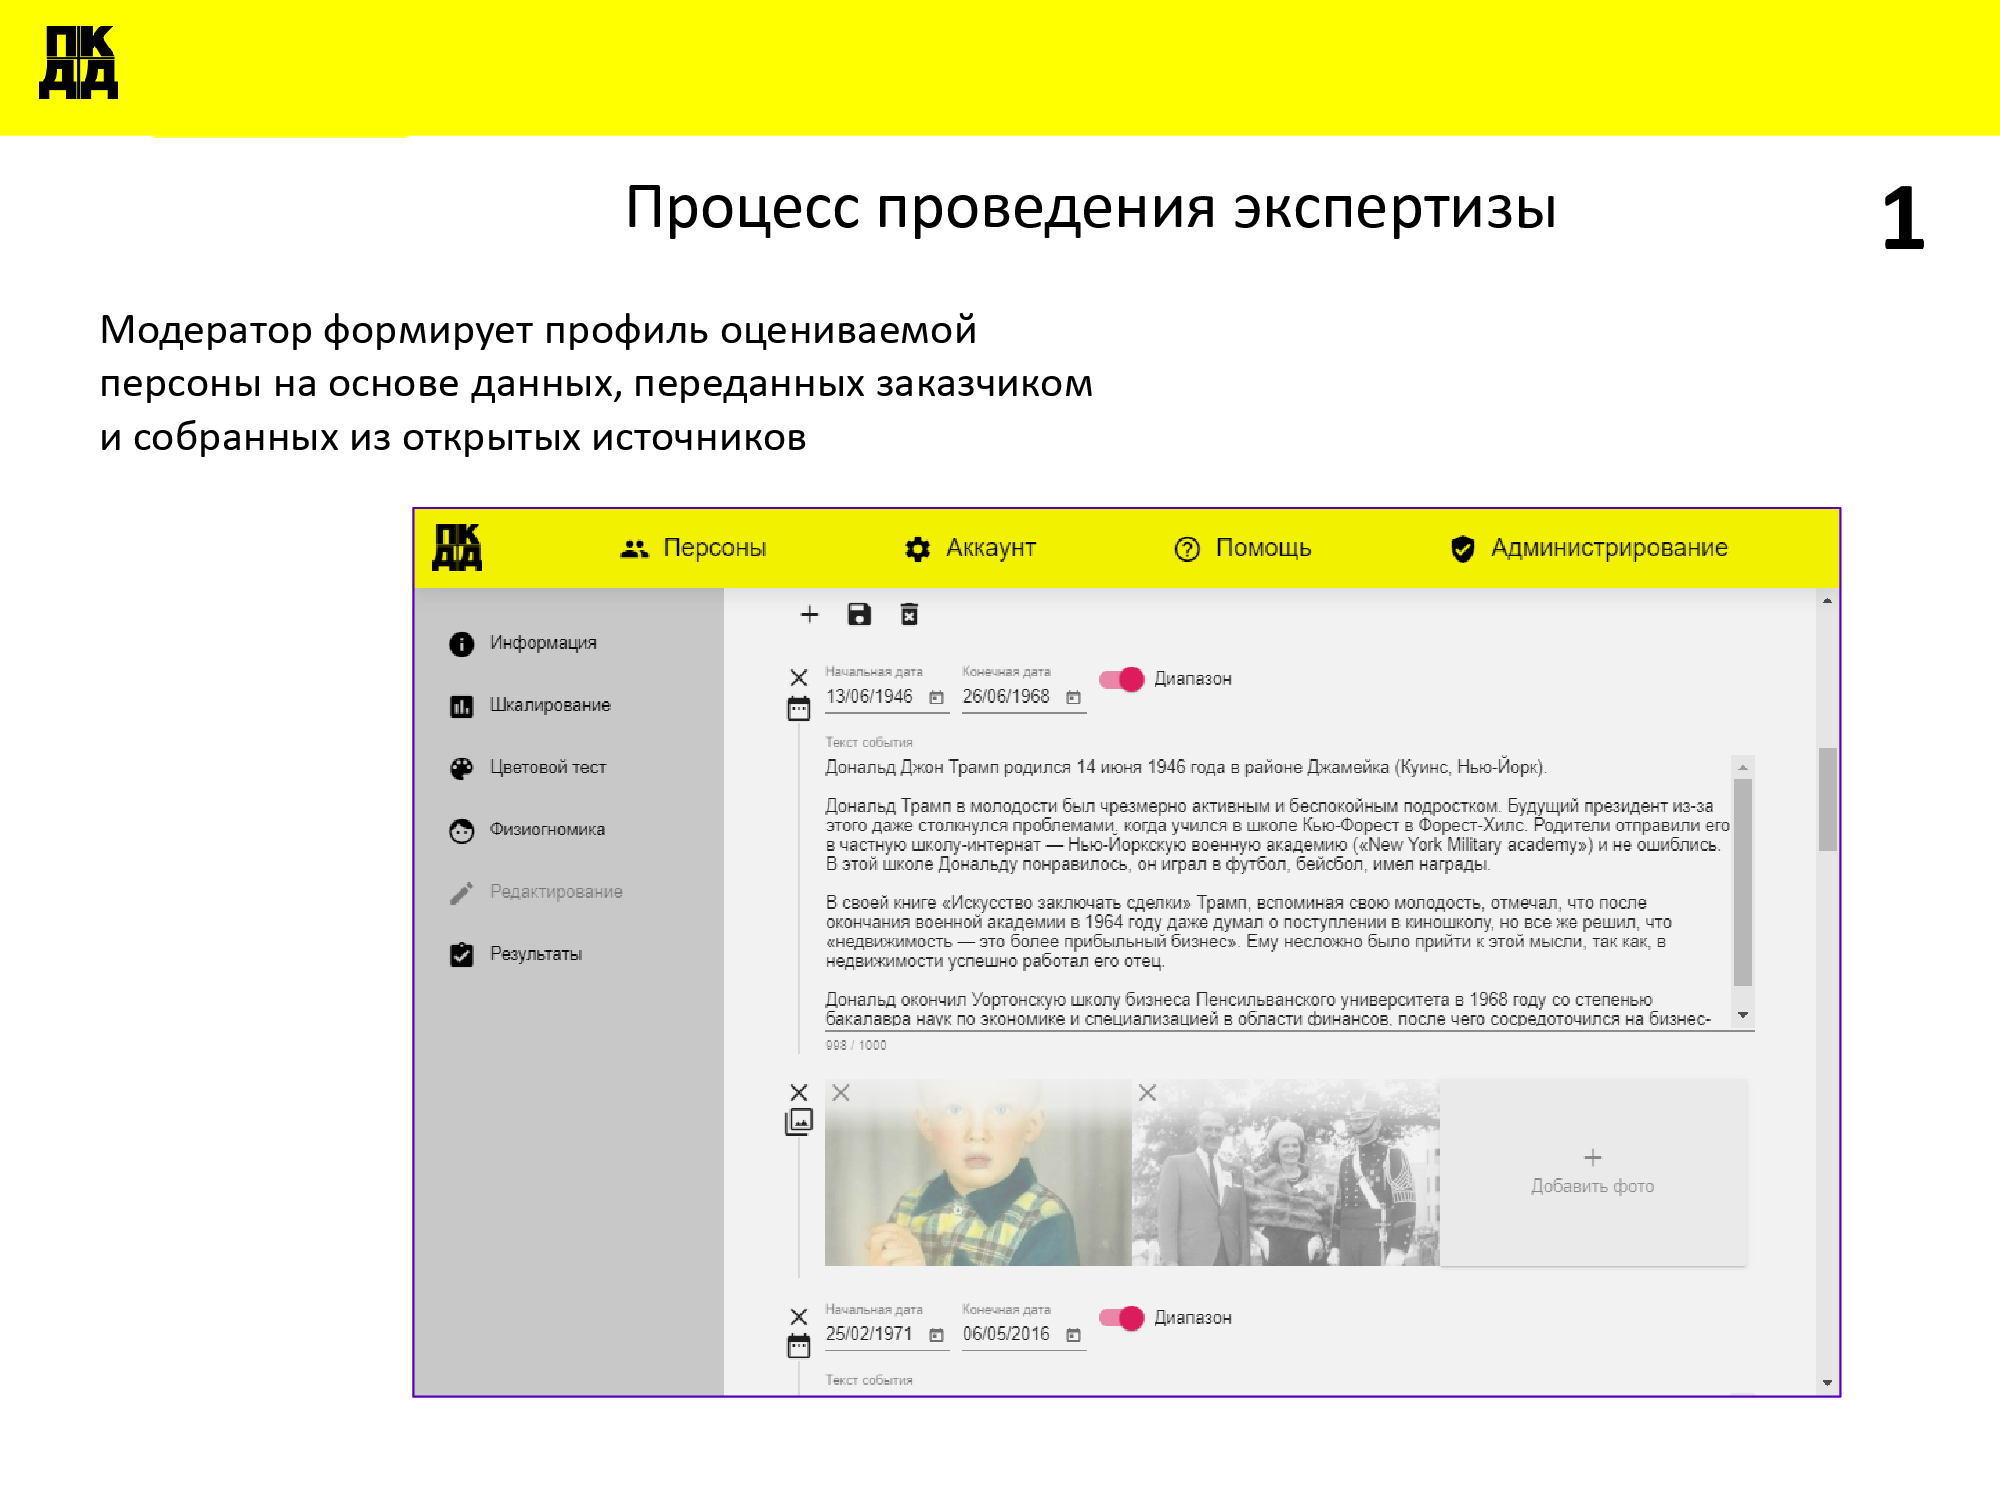 ПК
ДД
Процесс проведения экспертизы
1
Модератор формирует профиль оцениваемой
персоны на основе данных, переданных заказчиком
и собранных из открытых источников
ПК
ДД
Персоны
Аккаунт
Помощь
Администрирование
Информация
Шкалирование
Цветовой тест
Физиогномика
Редактирование
Результаты
Начальная дата
Конечная дата
13/06/1946
26/06/1968
Диапазон
Текст события
Дональд Джон Трамп родился 14 июня 1946 года в районе Джамейка (Куинс, Нью-Йорк).
Дональд Трамп в молодости был чрезмерно активным и беспокойным подростком. Будущий президент из-за
этого даже столкнулся проблемами, когда учился в школе Кью-Форест в Форест-Хилс. Родители отправили его
в частную школу-интернат — Нью-Йоркскую военную академию («New York Military academy») и не ошиблись.
В этой школе Дональду понравилось, он играл в футбол, бейсбол, имел награды.
В своей книге «Искусство заключать сделки» Трамп, вспоминая свою молодость, отмечал, что после
окончания военной академии в 1964 году даже думал о поступлении в киношколу, но все же решил, что
«недвижимость — это более прибыльный бизнес». Ему несложно было прийти к этой мысли, так как, в
недвижимости успешно работал его отец.
Дональд окончил Уортонскую школу бизнеса Пенсильванского университета в 1968 году со степенью
бакалавра наук по экономике и специализацией в области финансов, после чего сосредоточился на бизнес-
998 / 1000
Добавить фото
Начальная дата
Конечная дата
25/02/1971
06/05/2016
Диапазон
Текст события